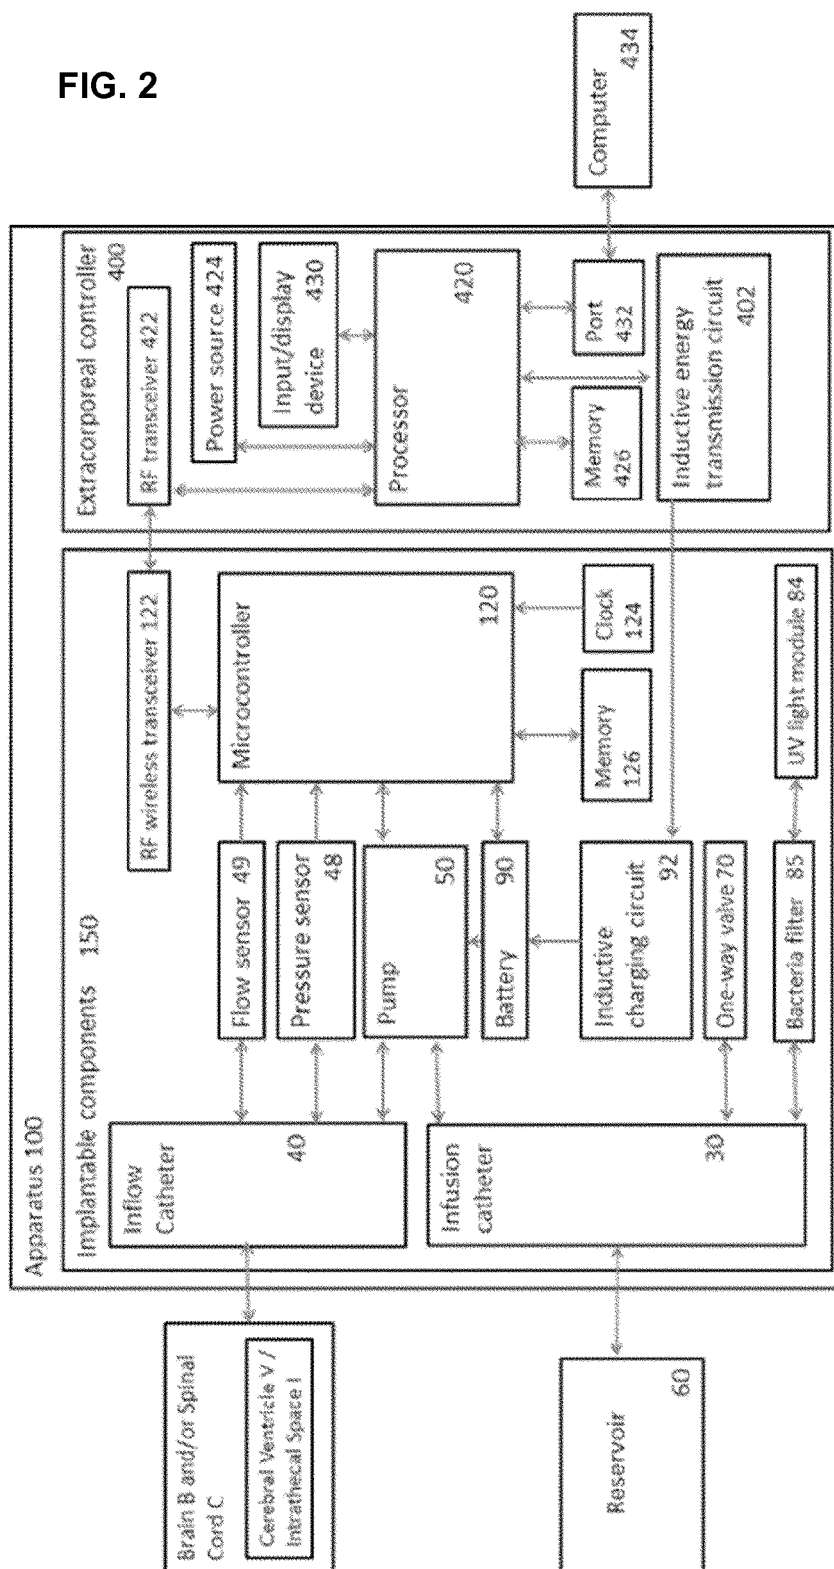 FIG. 2
Apparatus 100
Brain B and/or Spinal
Cord C
Cerebral Ventricle V /
Intrathecal Space I
Reservoir
60
Implantable components 150
Inflow
Catheter
40
Infusion
catheter
30
Flow sensor 49
Pressure sensor
48
Pump
50
Battery 90
Inductive
charging circuit
92
One-way valve 70
Bacteria filter 85
RF wireless transceiver 122
Microcontroller
120
Memory
126
Clock
124
UV light module 84
Extracorporeal controller
400
RF transceiver 422
Power source 424
Input/display
device 430
Processor
420
Memory
426
Port
432
Inductive energy
transmission circuit
402
Computer
434